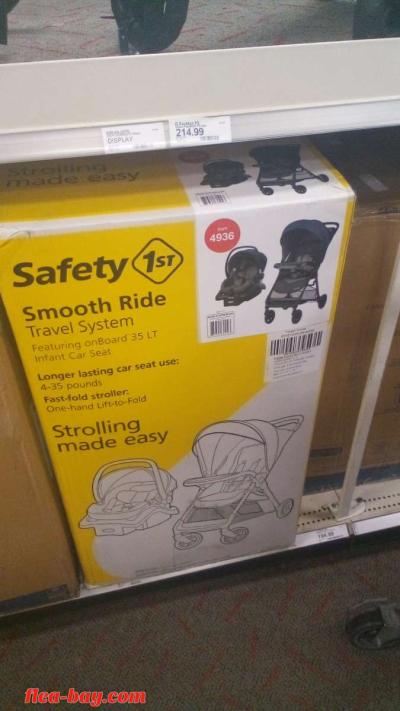 DISPLAY
214.99
Strolling
made easy
4936
Safety 1ST
Smooth Ride
Travel System
Featuring onBoard 35 LT
Infant Car Seat
Longer lasting car seat use:
4-35 pounds
Fast-fold stroller:
One-hand Lift-to-Fold
Strolling
made easy
flea-bay.com